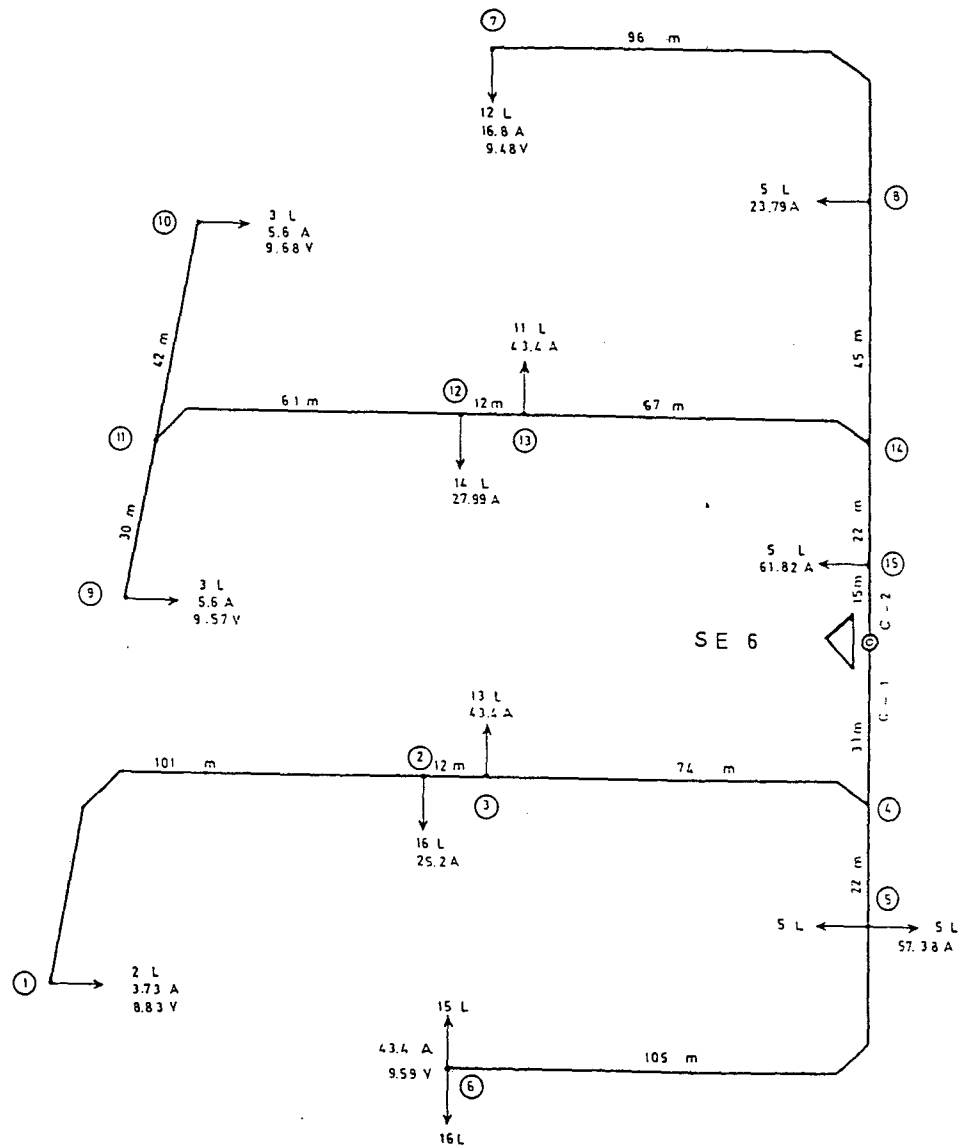 7
96 m
12 L
16.8 A
9.48 V
5 L
23.79 A
8
10
3 L
5.6 A
9.68 V
42 m
11 L
43.4 A
45 m
61 m
12
12 m
67 m
11
13
14
14 L
27.99 A
30 m
22 m
5 L
61.82 A
15
9
3 L
5.6 A
9.57 V
15 m
C-2
SE 6
C
C-1
31 m
13 L
43.4 A
101 m
2
12 m
74 m
3
4
16 L
25.2 A
22 m
5
5 L
5 L
57.38 A
1
2 L
3.73 A
8.83 V
15 L
43.4 A
9.59 V
105 m
6
16 L